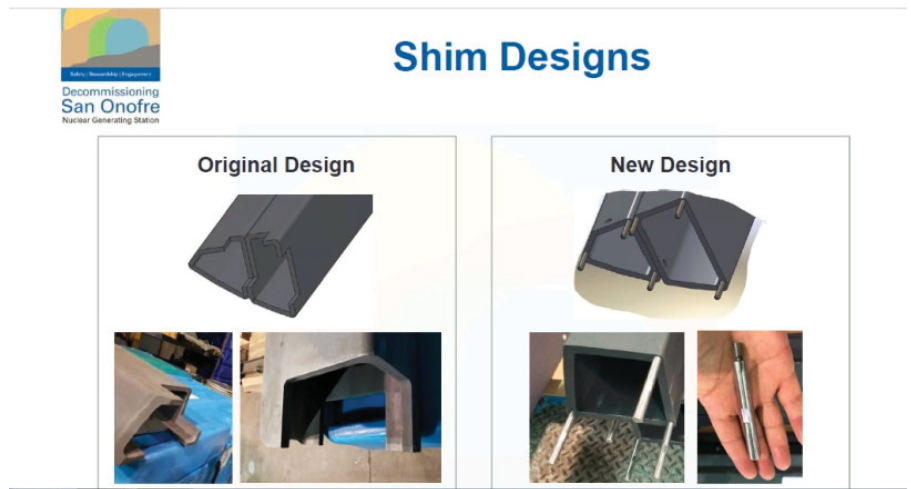 Shim Designs
Safety | Stewardship | Engagement
Decommissioning
San Onofre
Nuclear Generating Station
Original Design
New Design